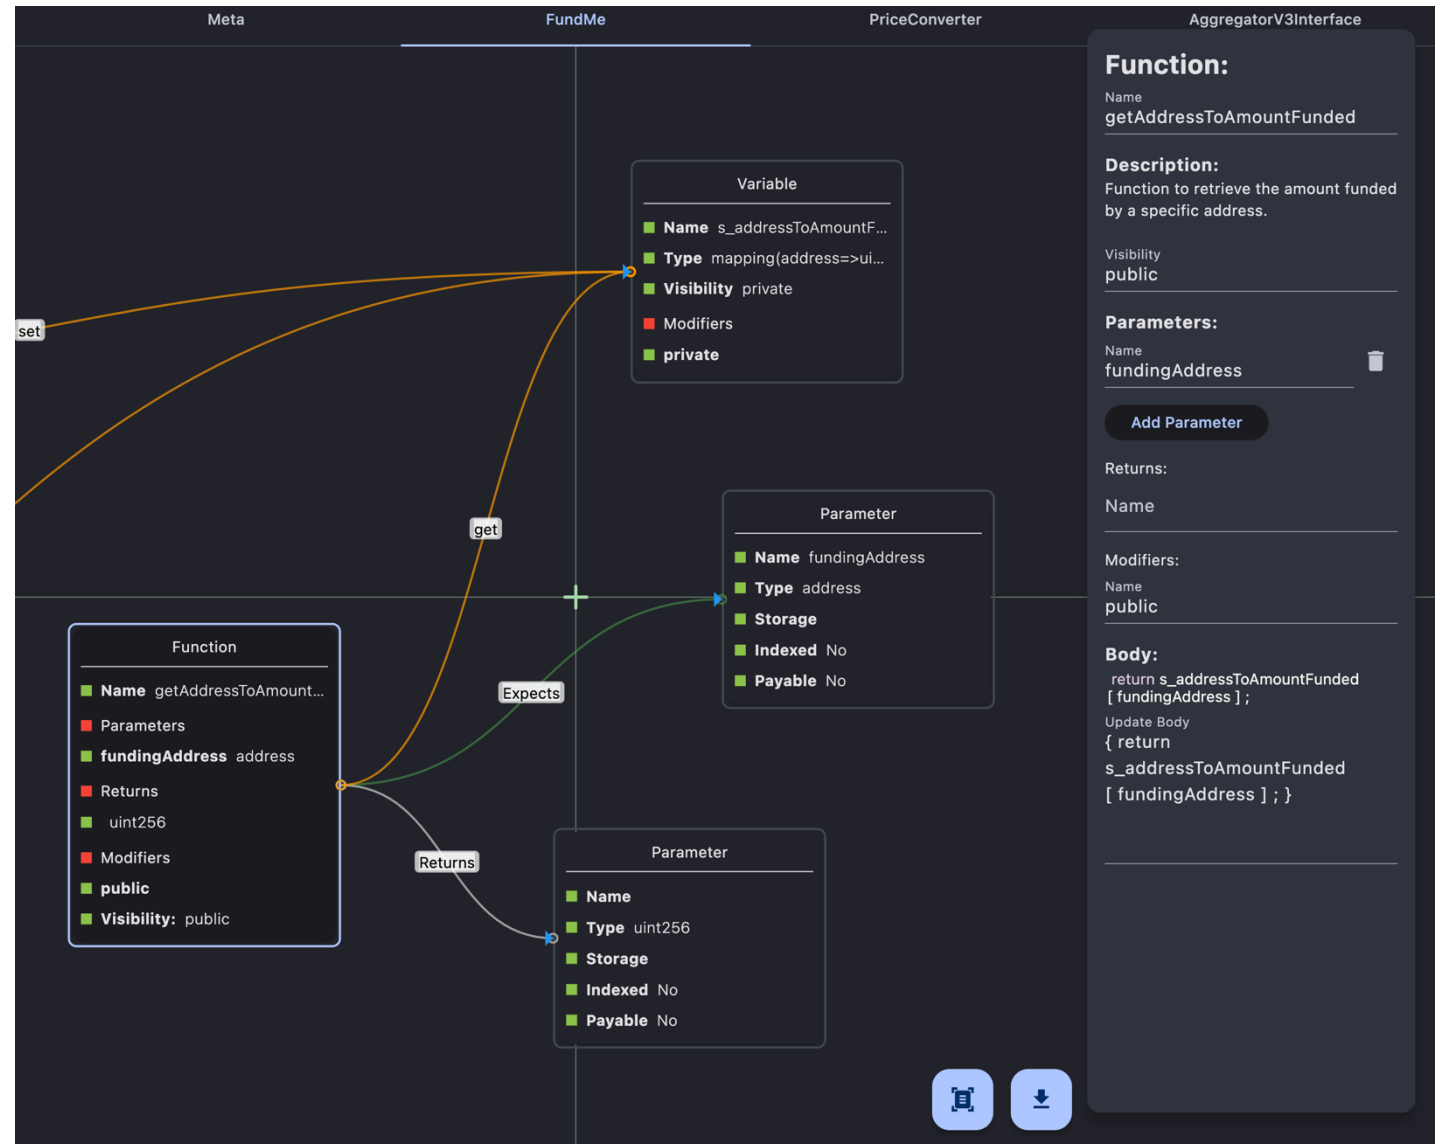 Meta
FundMe
PriceConverter
AggregatorV3Interface
set
Variable
Name s_addressToAmountF...
Type mapping(address=>ui...
Visibility private
Modifiers
private
get
Parameter
Name fundingAddress
Type address
Storage
Indexed No
Payable No
Expects
Function
Name getAddressToAmount...
Parameters
fundingAddress address
Returns
uint256
Modifiers
public
Visibility: public
Returns
Parameter
Name
Type uint256
Storage
Indexed No
Payable No
Function:
Name
getAddressToAmountFunded
Description:
Function to retrieve the amount funded
by a specific address.
Visibility
public
Parameters:
Name
fundingAddress
Add Parameter
Returns:
Name
Modifiers:
Name
public
Body:
return s_addressToAmountFunded
[ fundingAddress ] ;
Update Body
{ return
s_addressToAmountFunded
[ fundingAddress ] ; }